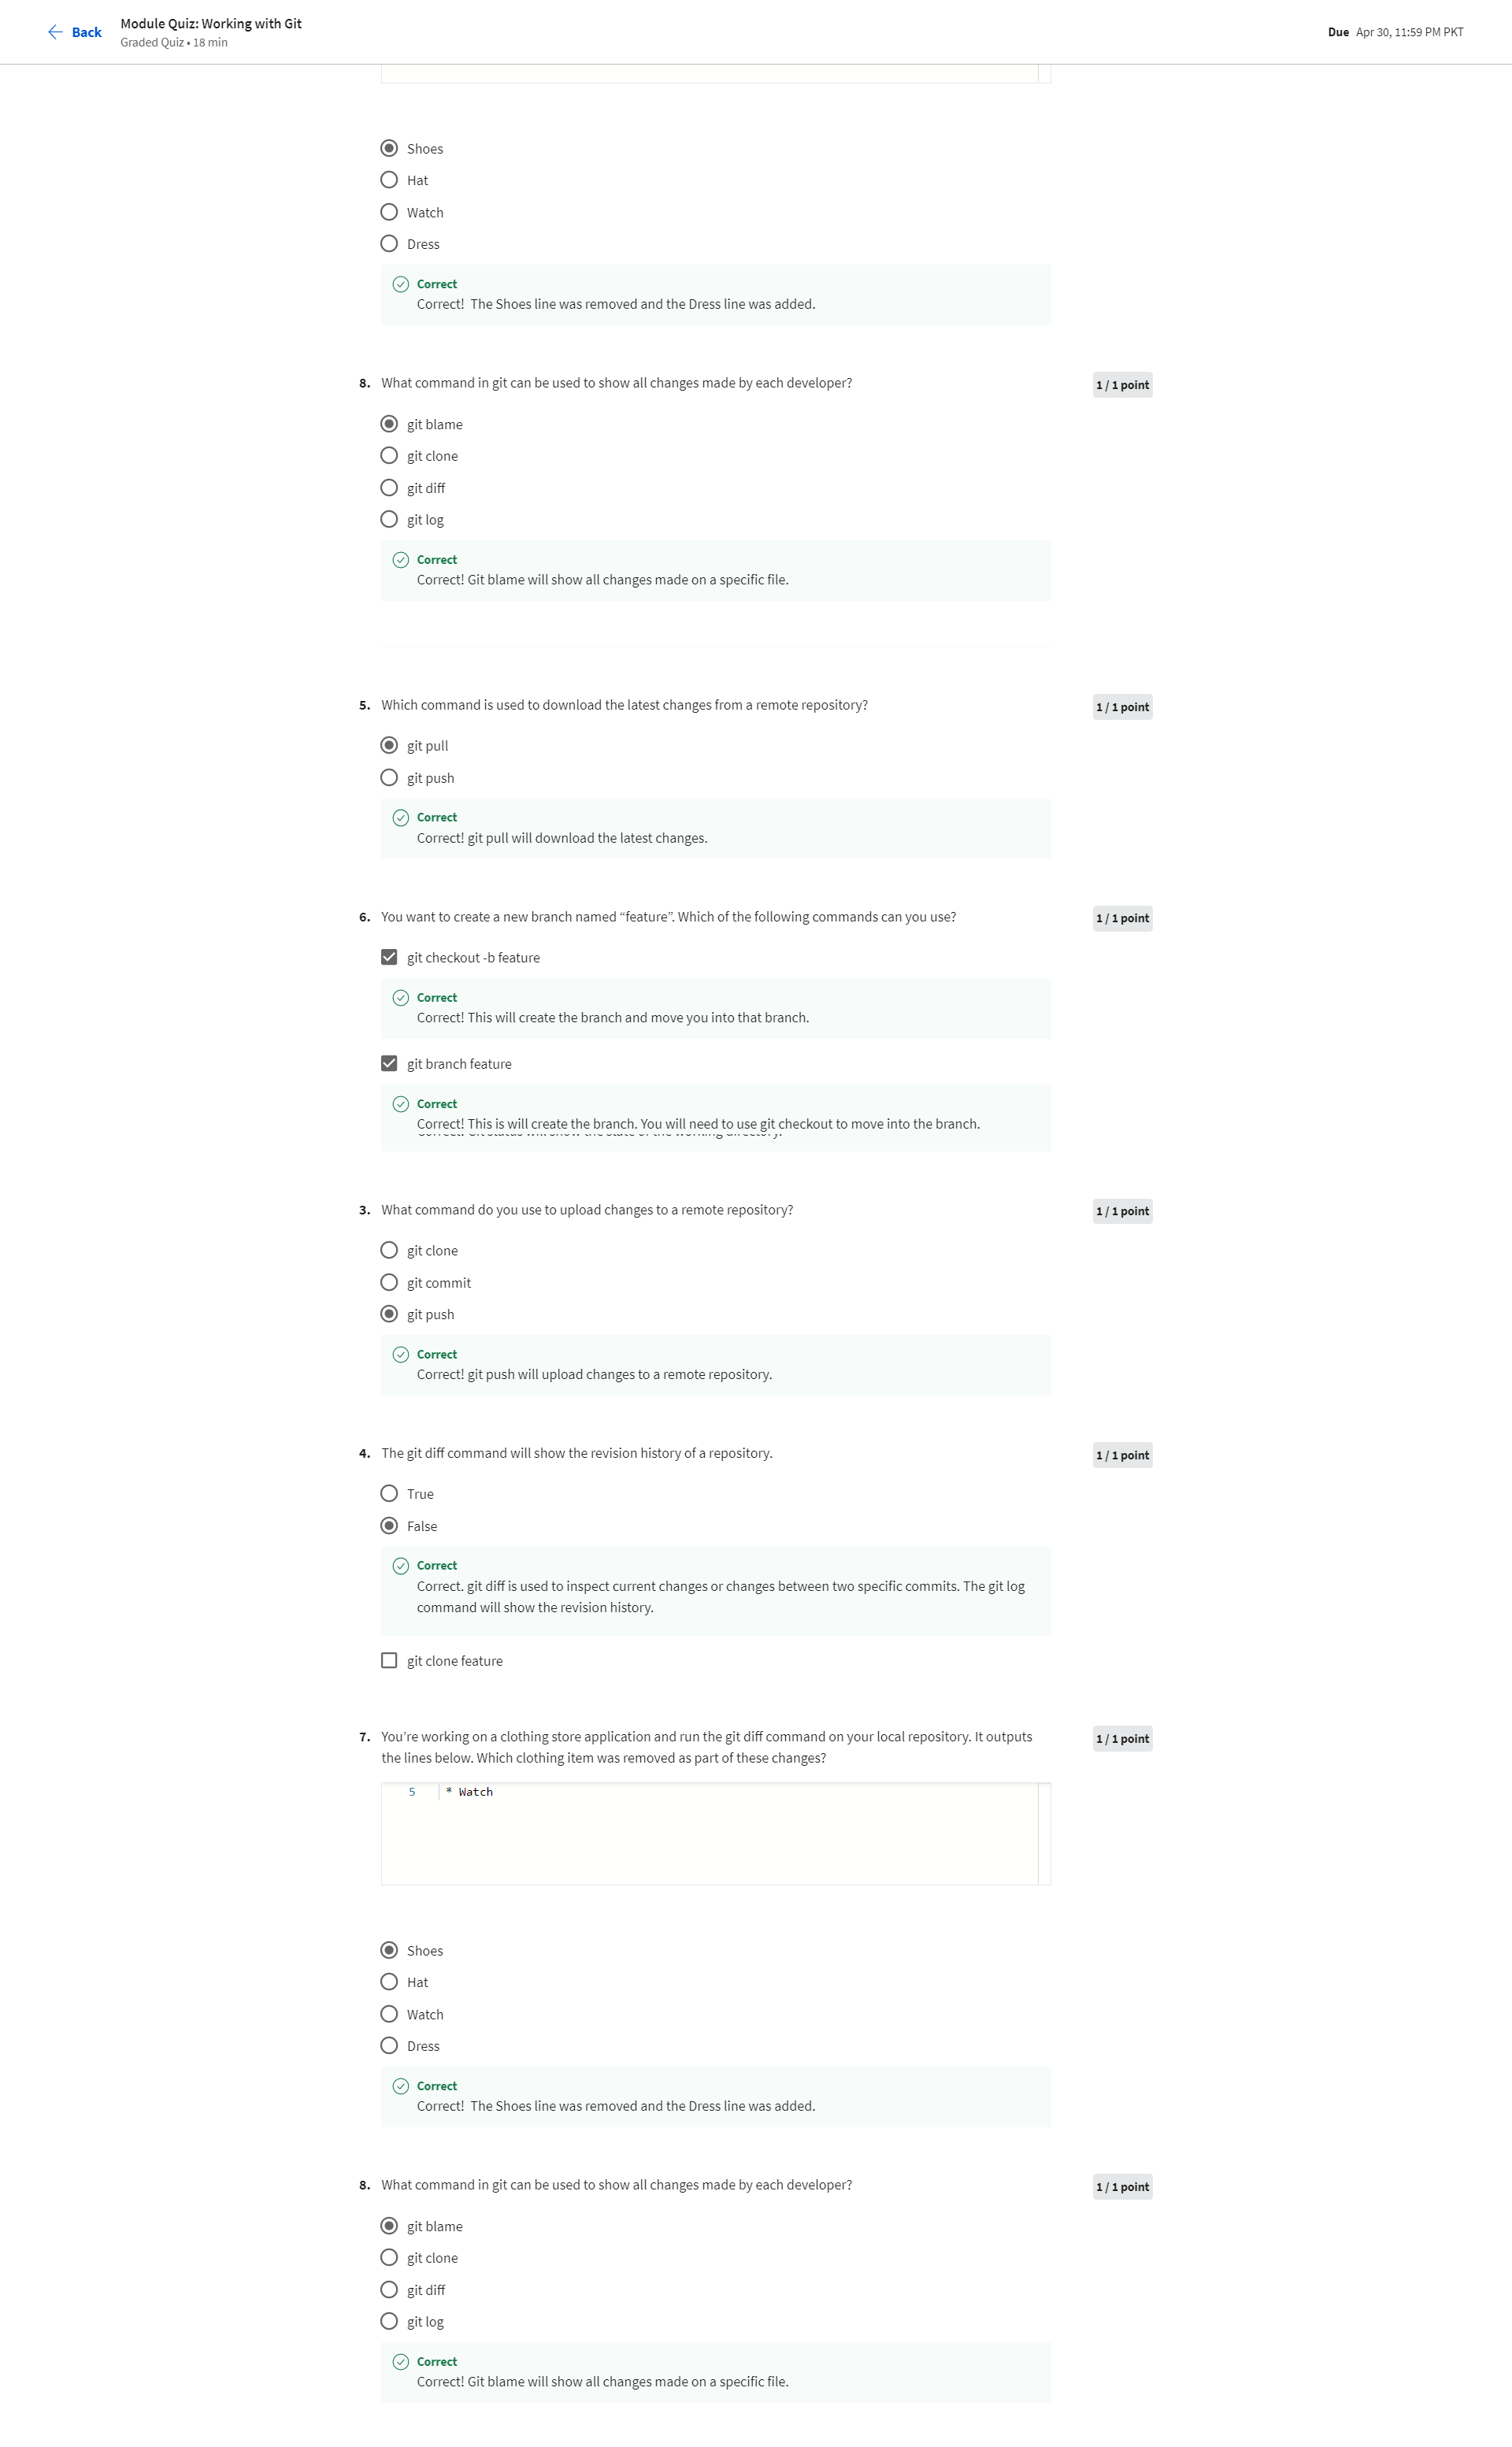 Back
Module Quiz: Working with Git
Graded Quiz • 18 min
Due Apr 30, 11:59 PM PKT
Shoes
Hat
Watch
Dress
Correct
Correct!  The Shoes line was removed and the Dress line was added.
8. What command in git can be used to show all changes made by each developer?
1 / 1 point
git blame
git clone
git diff
git log
Correct
Correct! Git blame will show all changes made on a specific file.
5. Which command is used to download the latest changes from a remote repository?
1 / 1 point
git pull
git push
Correct
Correct! git pull will download the latest changes.
6. You want to create a new branch named “feature”. Which of the following commands can you use?
1 / 1 point
git checkout -b feature
Correct
Correct! This will create the branch and move you into that branch.
git branch feature
Correct
Correct! This is will create the branch. You will need to use git checkout to move into the branch.
3. What command do you use to upload changes to a remote repository?
1 / 1 point
git clone
git commit
git push
Correct
Correct! git push will upload changes to a remote repository.
4. The git diff command will show the revision history of a repository.
1 / 1 point
True
False
Correct
Correct. git diff is used to inspect current changes or changes between two specific commits. The git log
command will show the revision history.
git clone feature
7. You’re working on a clothing store application and run the git diff command on your local repository. It outputs
the lines below. Which clothing item was removed as part of these changes?
1 / 1 point
5 * Watch
Shoes
Hat
Watch
Dress
Correct
Correct!  The Shoes line was removed and the Dress line was added.
8. What command in git can be used to show all changes made by each developer?
1 / 1 point
git blame
git clone
git diff
git log
Correct
Correct! Git blame will show all changes made on a specific file.